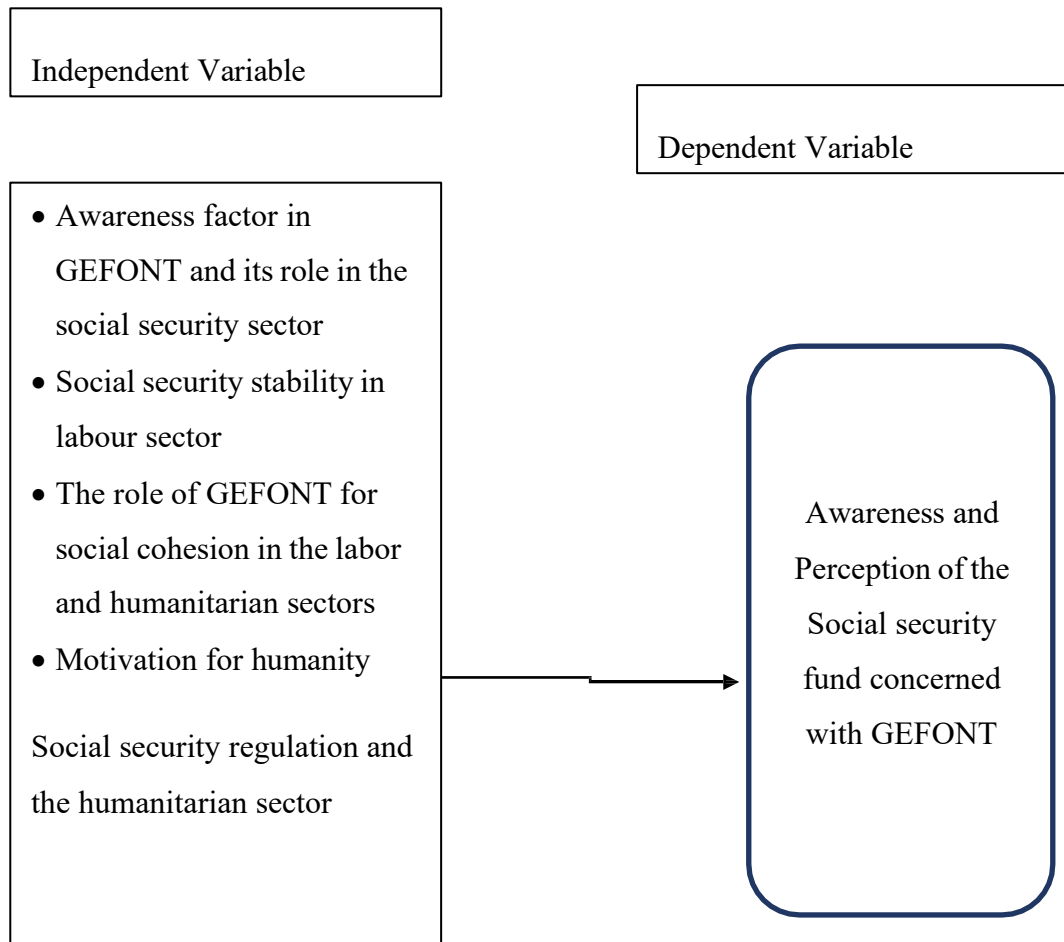 Independent Variable
Dependent Variable
• Awareness factor in
GEFONT and its role in the
social security sector
• Social security stability in
labour sector
• The role of GEFONT for
social cohesion in the labor
and humanitarian sectors
• Motivation for humanity
Social security regulation and
the humanitarian sector
Awareness and
Perception of the
Social security
fund concerned
with GEFONT